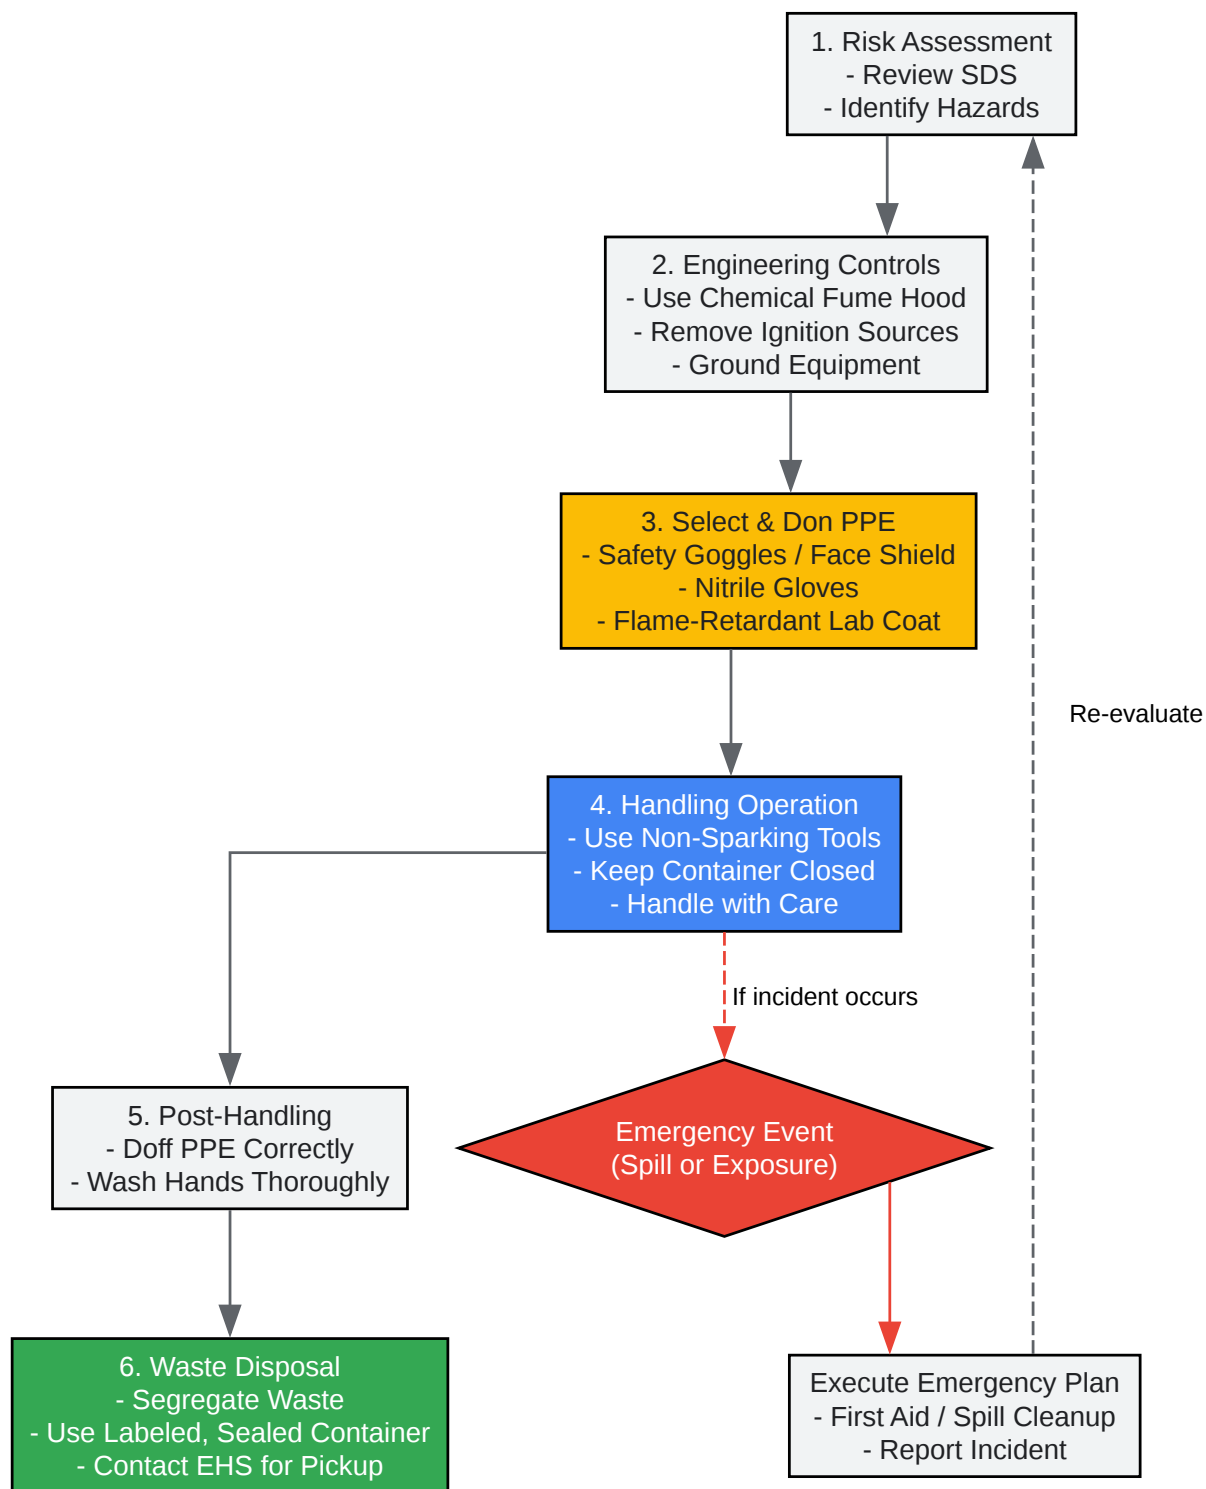 1. Risk Assessment
- Review SDS
- Identify Hazards
2. Engineering Controls
- Use Chemical Fume Hood
- Remove Ignition Sources
- Ground Equipment
3. Select & Don PPE
- Safety Goggles / Face Shield
- Nitrile Gloves
- Flame-Retardant Lab Coat
Re-evaluate
4. Handling Operation
- Use Non-Sparking Tools
- Keep Container Closed
- Handle with Care
If incident occurs
5. Post-Handling
- Doff PPE Correctly
- Wash Hands Thoroughly
Emergency Event
(Spill or Exposure)
6. Waste Disposal
- Segregate Waste
- Use Labeled, Sealed Container
- Contact EHS for Pickup
Execute Emergency Plan
- First Aid / Spill Cleanup
- Report Incident